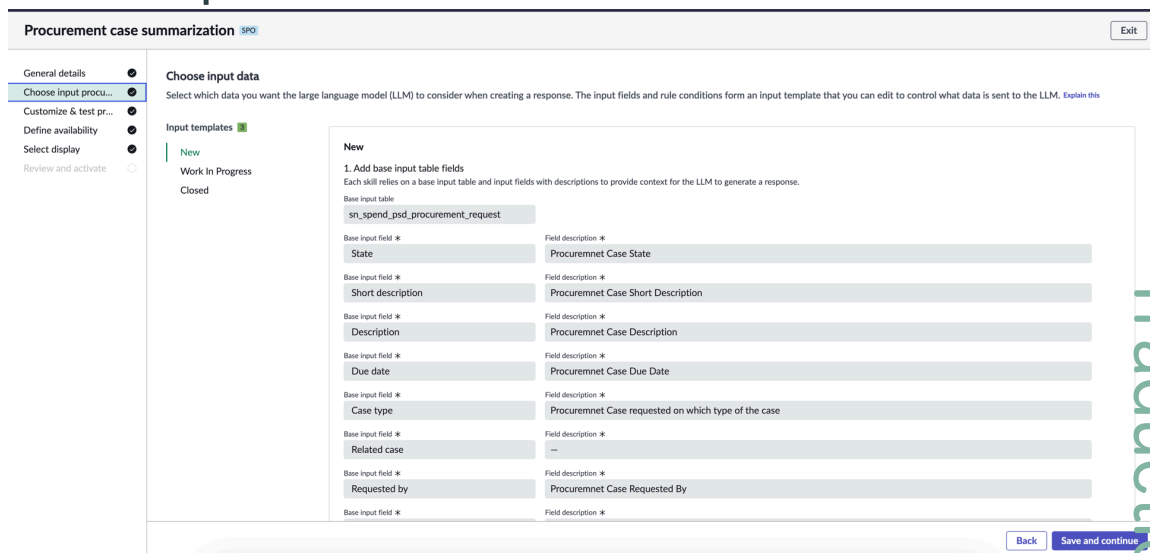 Procurement case summarization SPO
Exit
General details
Choose input procu...
Customize & test pr...
Define availability
Select display
Review and activate
Choose input data
Select which data you want the large language model (LLM) to consider when creating a response. The input fields and rule conditions form an input template that you can edit to control what data is sent to the LLM. Explain this
Input templates 3
New
Work In Progress
Closed
New
1. Add base input table fields
Each skill relies on a base input table and input fields with descriptions to provide context for the LLM to generate a response.
Base input table
sn_spend_psd_procurement_request
Base input field * Field description *
State Procuremnet Case State
Base input field * Field description *
Short description Procuremnet Case Short Description
Base input field * Field description *
Description Procuremnet Case Description
Base input field * Field description *
Due date Procuremnet Case Due Date
Base input field * Field description *
Case type Procuremnet Case requested on which type of the case
Base input field * Field description *
Related case —
Base input field * Field description *
Requested by Procuremnet Case Requested By
Base input field * Field description *
Back Save and continue